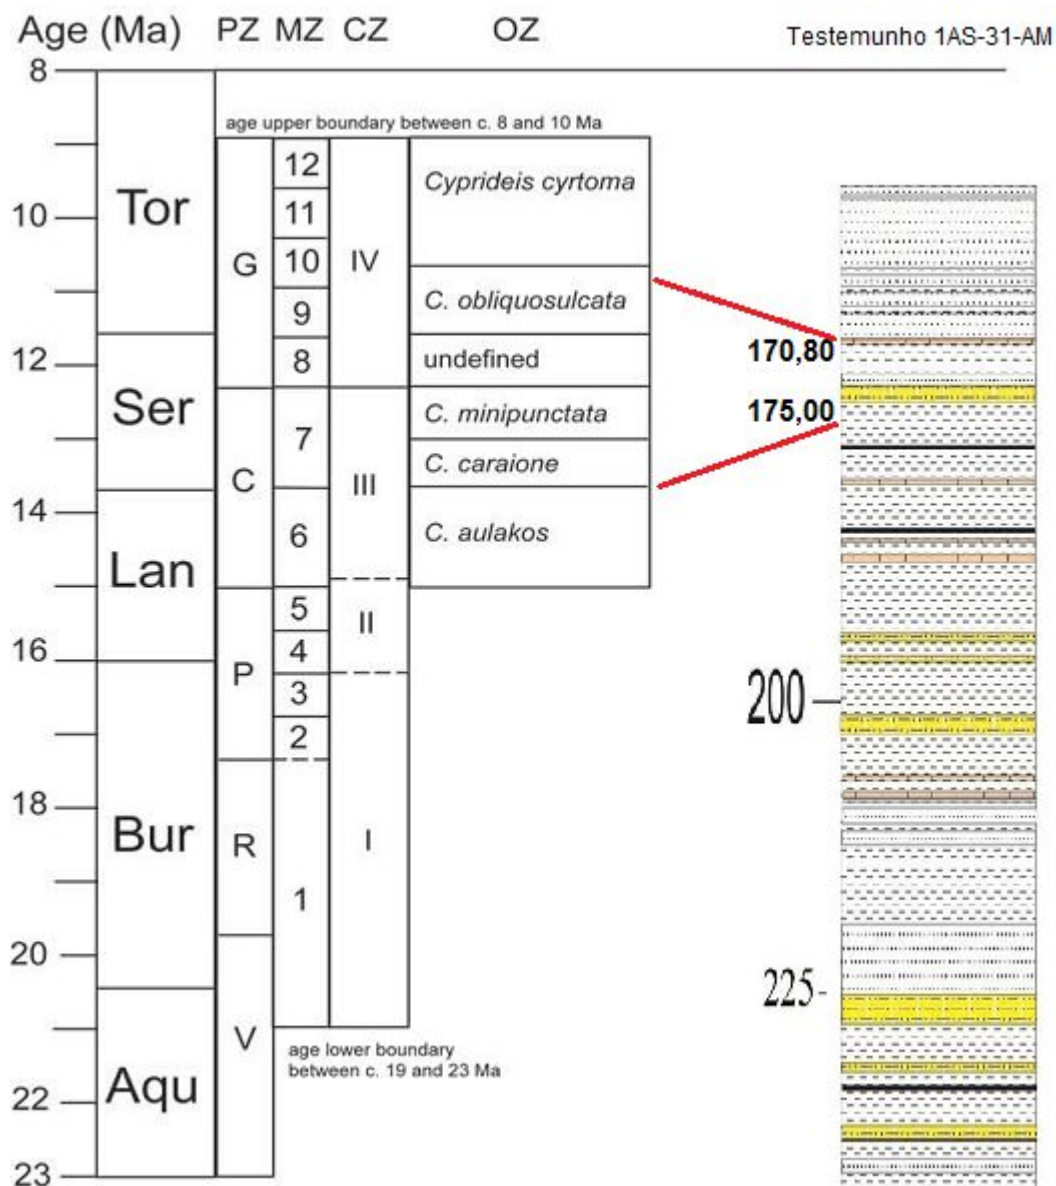 Age (Ma) PZ MZ CZ OZ Testemunho 1AS-31-AM
8
age upper boundary between c. 8 and 10 Ma
12
Cyprideis cyrtoma
Tor
10
11
G
10
IV
C. obliquosulcata
9
170,80
12
8
undefined
Ser
C. minipunctata
175,00
7
C. caraione
C
III
14
6
C. aulakos
Lan
5
II
4
16
P
3
200
2
18
Bur
R
I
1
20
225-
V
age lower boundary
between c. 19 and 23 Ma
Aqu
22
23